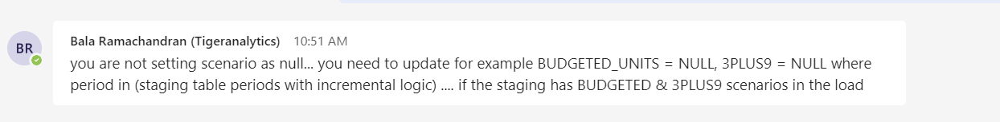 BR
Bala Ramachandran (Tigeranalytics) 10:51 AM
you are not setting scenario as null... you need to update for example BUDGETED_UNITS = NULL, 3PLUS9 = NULL where
period in (staging table periods with incremental logic) .... if the staging has BUDGETED & 3PLUS9 scenarios in the load